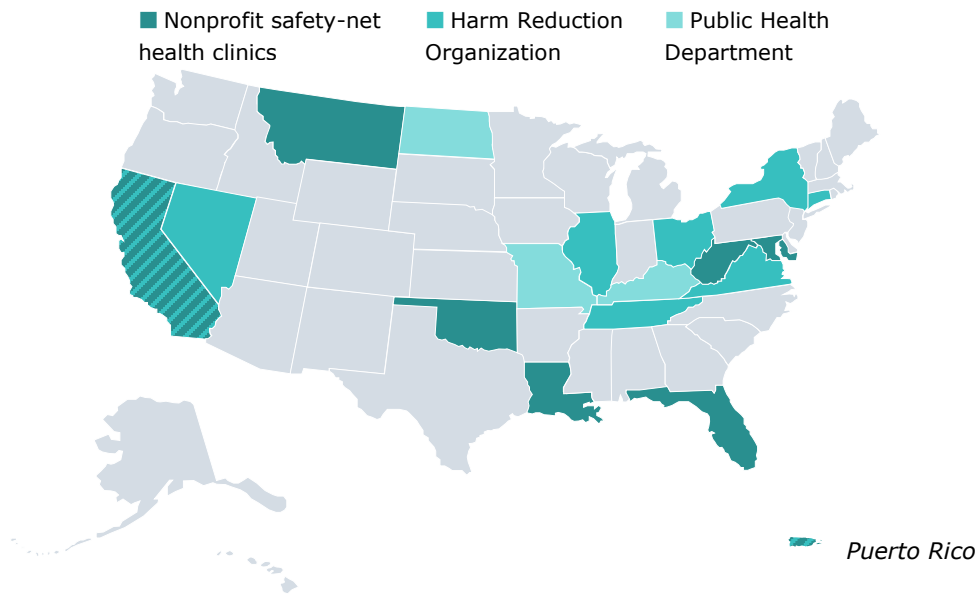 Nonprofit safety-net
health clinics
Harm Reduction
Organization
Public Health
Department
Puerto Rico